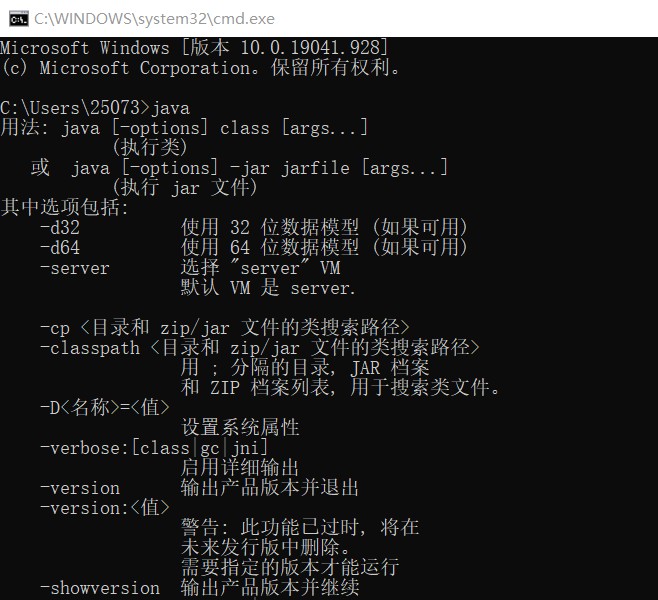 C:\WINDOWS\system32\cmd.exe
Microsoft Windows [版本 10.0.19041.928]
(c) Microsoft Corporation。保留所有权利。
C:\Users\25073>java
用法: java [-options] class [args...]
(执行类)
或  java [-options] -jar jarfile [args...]
(执行 jar 文件)
其中选项包括:
-d32 使用 32 位数据模型 (如果可用)
-d64 使用 64 位数据模型 (如果可用)
-server 选择 "server" VM
默认 VM 是 server.
-cp <目录和 zip/jar 文件的类搜索路径>
-classpath <目录和 zip/jar 文件的类搜索路径>
用 ; 分隔的目录, JAR 档案
和 ZIP 档案列表, 用于搜索类文件。
-D<名称>=<值>
设置系统属性
-verbose:[class|gc|jni]
启用详细输出
-version 输出产品版本并退出
-version:<值>
警告: 此功能已过时, 将在
未来发行版中删除。
需要指定的版本才能运行
-showversion 输出产品版本并继续